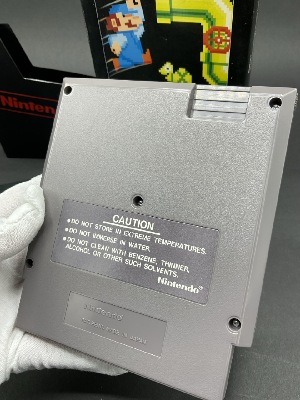 Nintendo
CAUTION
•DO NOT STORE IN EXTREME TEMPERATURES.
•DO NOT IMMERSE IN WATER.
•DO NOT CLEAN WITH BENZENE, THINNER,
ALCOHOL OR OTHER SUCH SOLVENTS.
Nintendo®